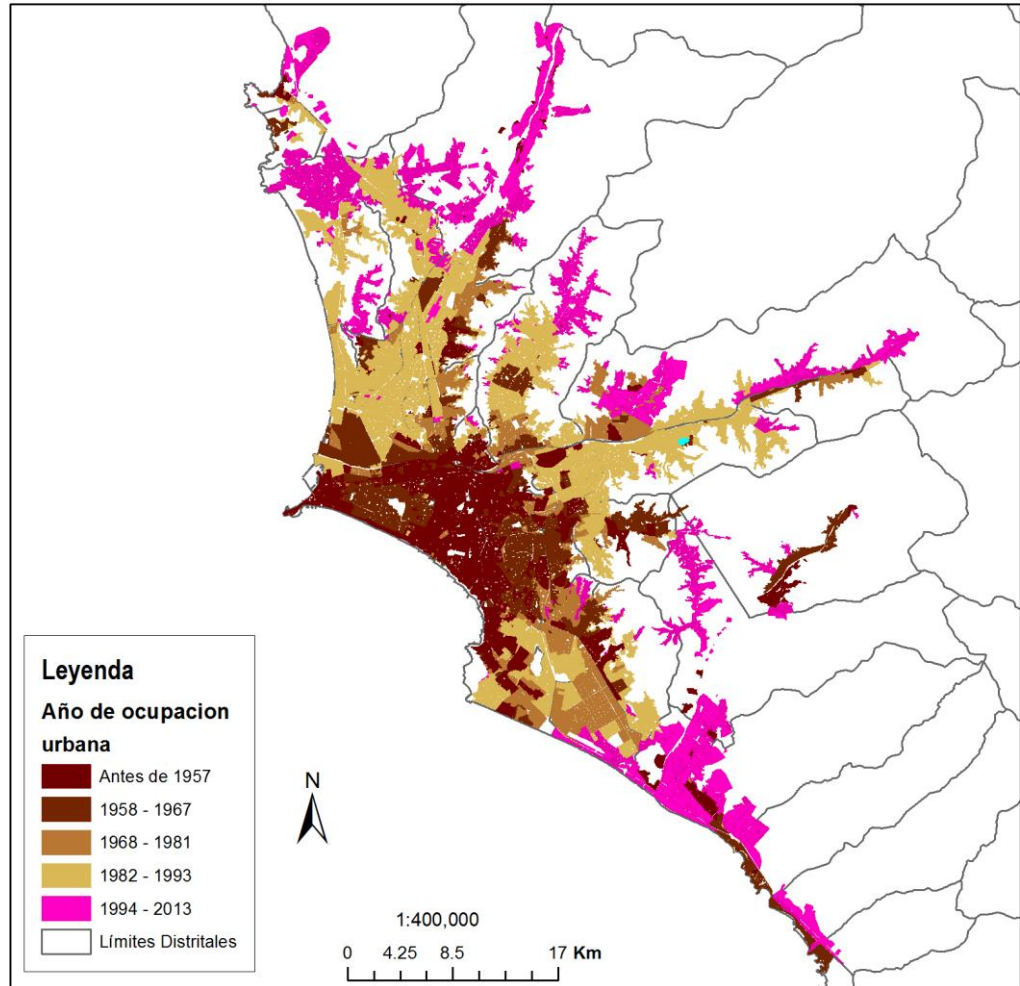 Leyenda
Año de ocupacion
urbana
Antes de 1957
1958 - 1967
1968 - 1981
1982 - 1993
1994 - 2013
Límites Distritales
N
1:400,000
0 4.25 8.5 17 Km